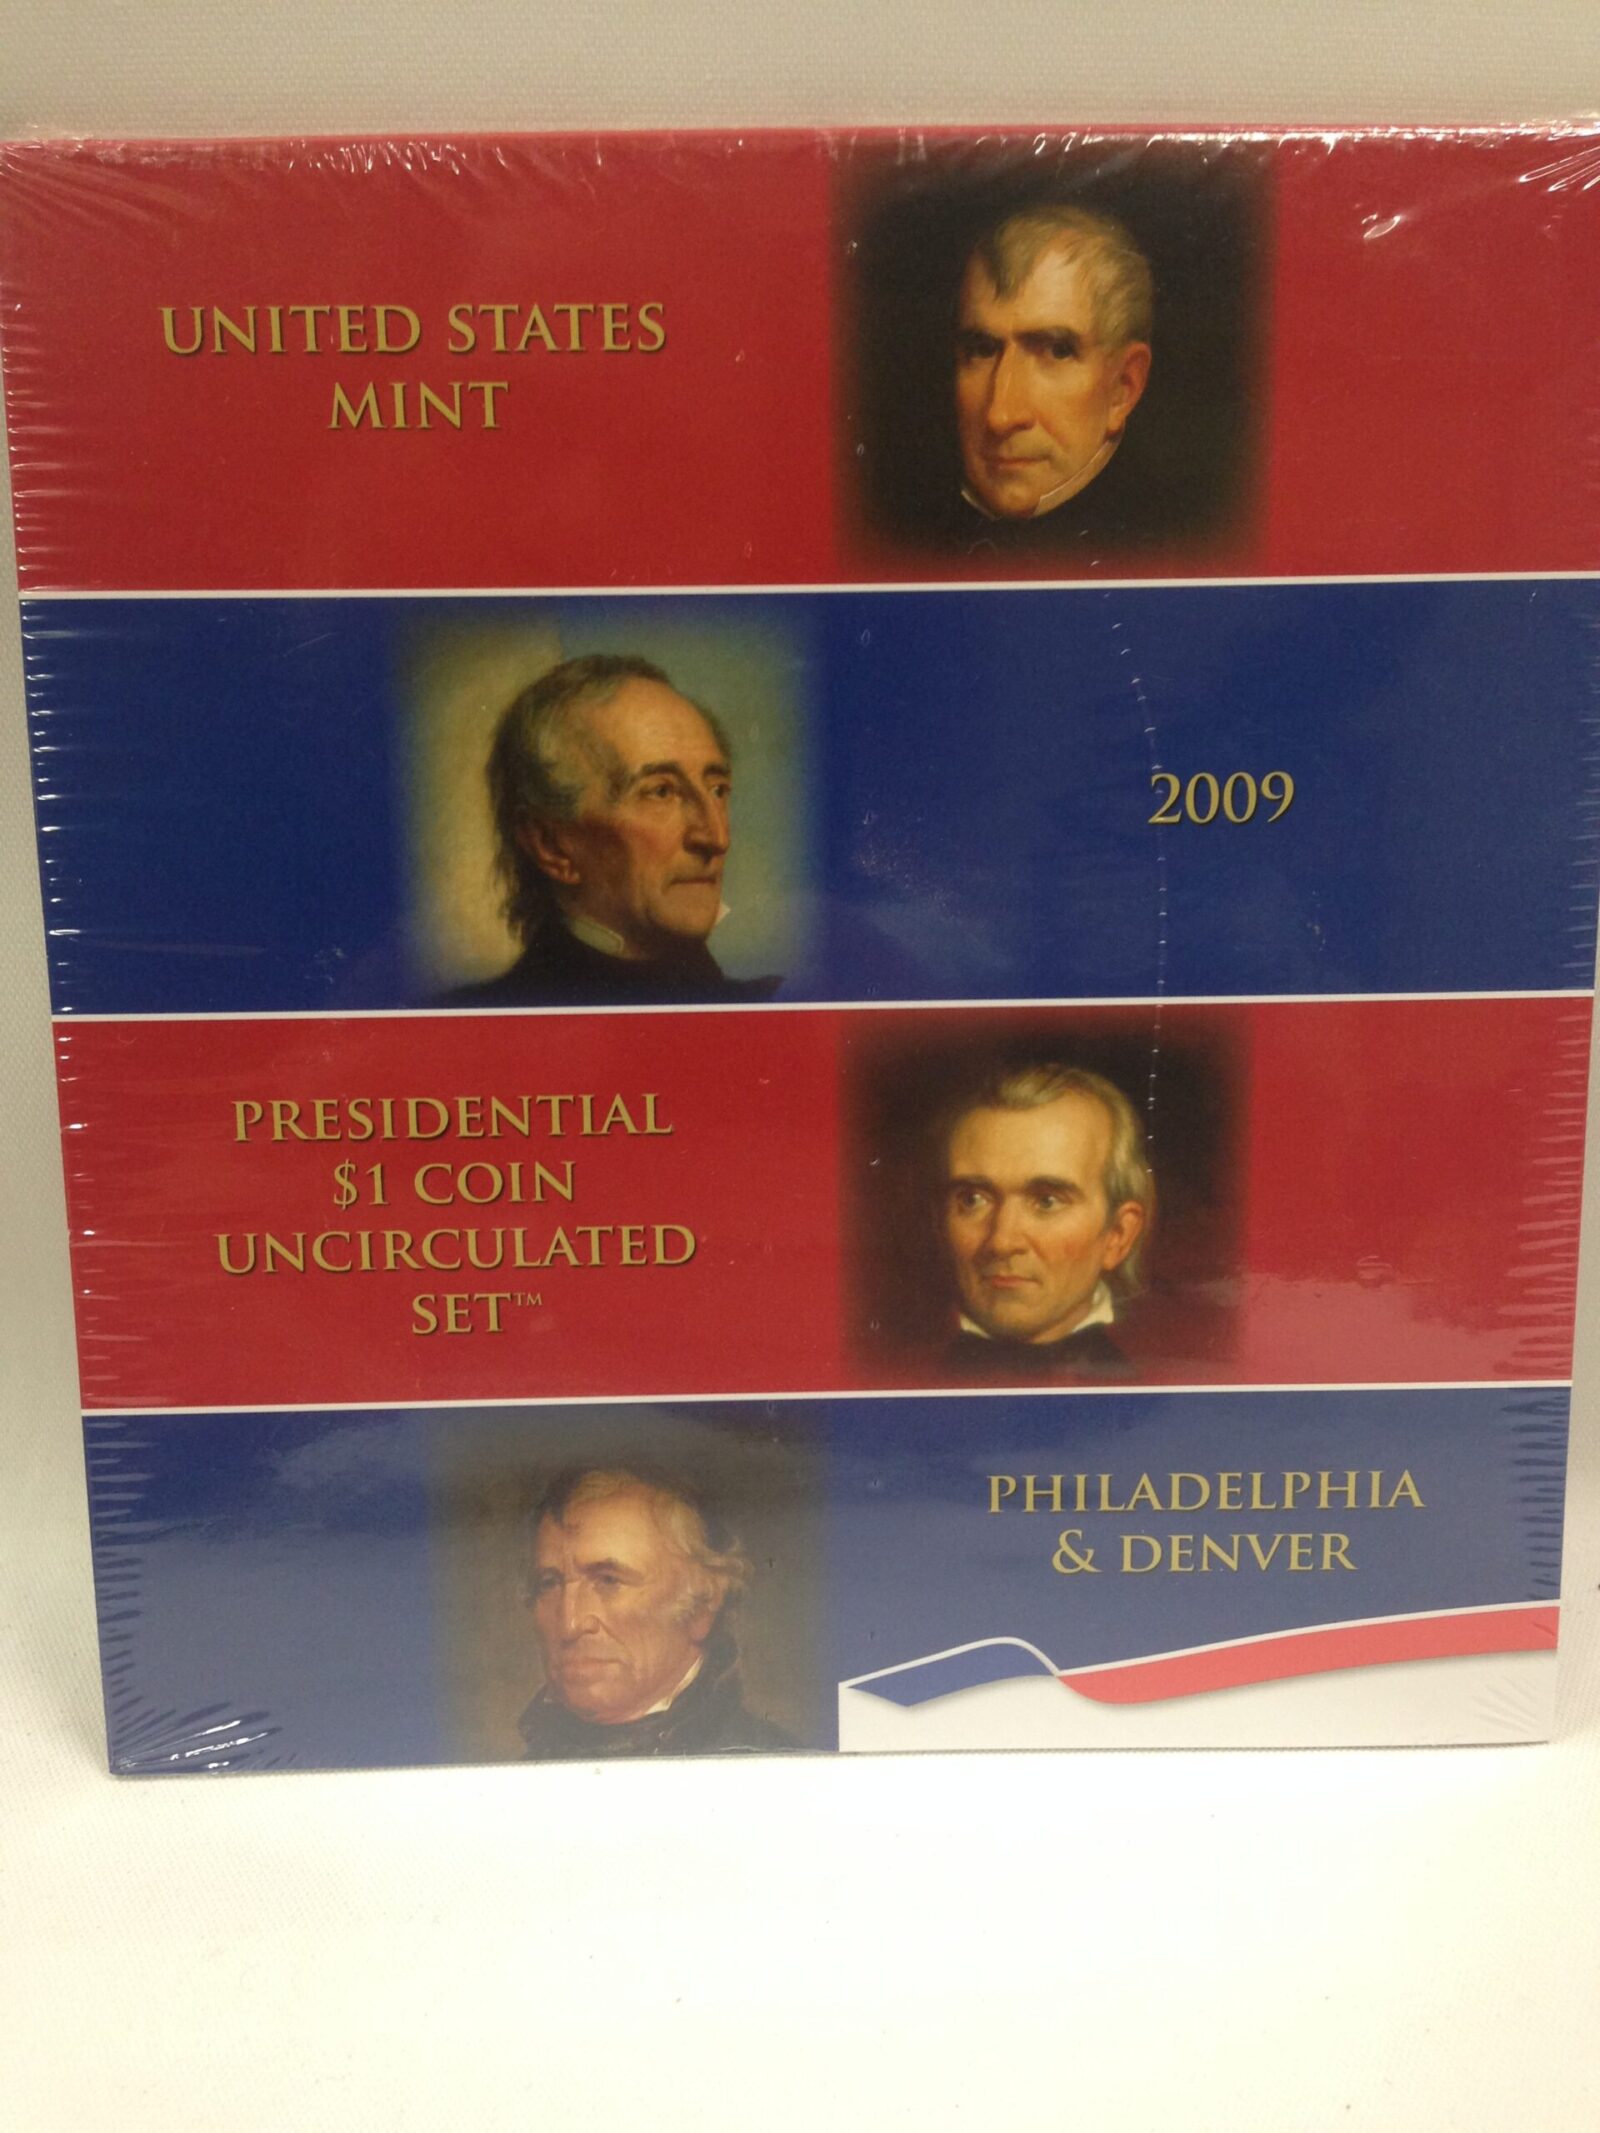 UNITED STATES
MINT
2009
PRESIDENTIAL
$1 COIN
UNCIRCULATED
SET™
PHILADELPHIA
& DENVER